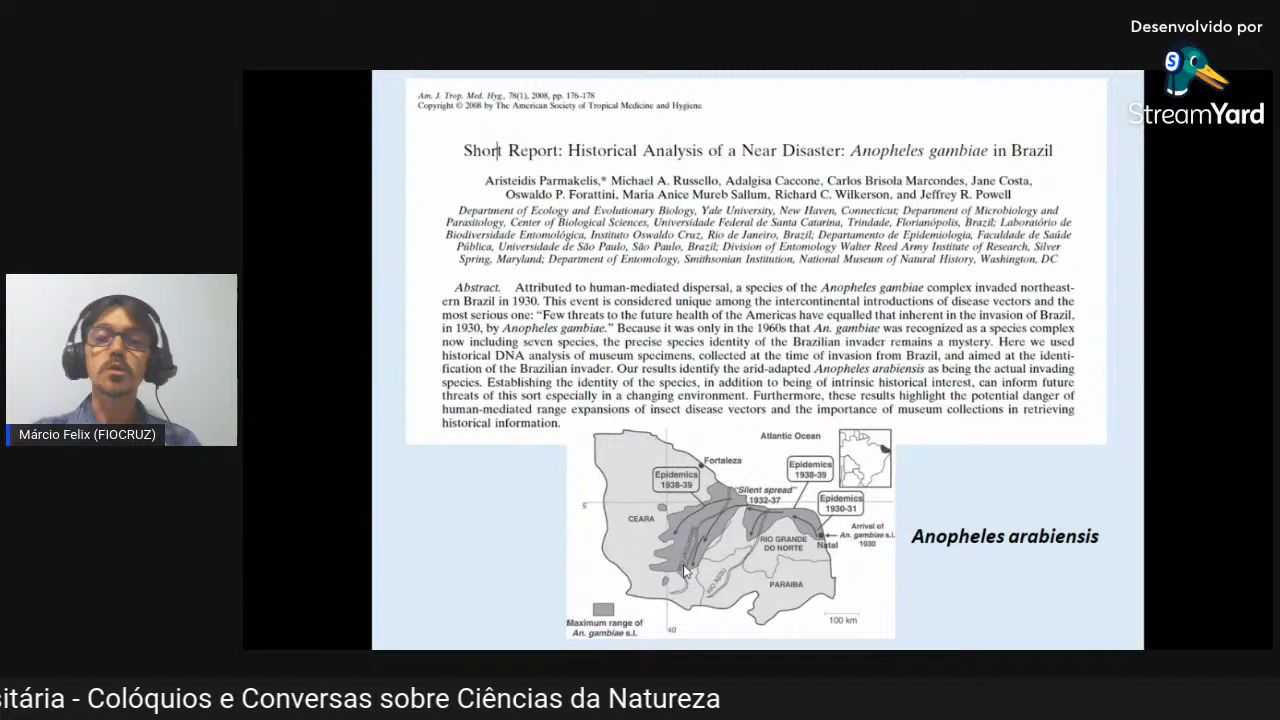 Desenvolvido por
S
StreamYard
Am. J. Trop. Med. Hyg., 78(1), 2008, pp. 176–178
Copyright © 2008 by The American Society of Tropical Medicine and Hygiene
Short Report: Historical Analysis of a Near Disaster: Anopheles gambiae in Brazil
Aristeidis Parmakelis,* Michael A. Russello, Adalgisa Caccone, Carlos Brisola Marcondes, Jane Costa,
Oswaldo P. Forattini, Maria Anice Mureb Sallum, Richard C. Wilkerson, and Jeffrey R. Powell
Department of Ecology and Evolutionary Biology, Yale University, New Haven, Connecticut; Department of Microbiology and
Parasitology, Center of Biological Sciences, Universidade Federal de Santa Catarina, Trindade, Florianópolis, Brazil; Laboratório de
Biodiversidade Entomológica, Instituto Oswaldo Cruz, Rio de Janeiro, Brazil; Departamento de Epidemiologia, Faculdade de Saúde
Pública, Universidade de São Paulo, São Paulo, Brazil; Division of Entomology Walter Reed Army Institute of Research, Silver
Spring, Maryland; Department of Entomology, Smithsonian Institution, National Museum of Natural History, Washington, DC
Abstract. Attributed to human-mediated dispersal, a species of the Anopheles gambiae complex invaded northeast-
ern Brazil in 1930. This event is considered unique among the intercontinental introductions of disease vectors and the
most serious one: “Few threats to the future health of the Americas have equalled that inherent in the invasion of Brazil,
in 1930, by Anopheles gambiae.” Because it was only in the 1960s that An. gambiae was recognized as a species complex
now including seven species, the precise species identity of the Brazilian invader remains a mystery. Here we used
historical DNA analysis of museum specimens, collected at the time of invasion from Brazil, and aimed at the identi-
fication of the Brazilian invader. Our results identify the arid-adapted Anopheles arabiensis as being the actual invading
species. Establishing the identity of the species, in addition to being of intrinsic historical interest, can inform future
threats of this sort especially in a changing environment. Furthermore, these results highlight the potential danger of
human-mediated range expansions of insect disease vectors and the importance of museum collections in retrieving
historical information.
Atlantic Ocean
Fortaleza
Epidemics
1938-39
Epidemics
1938-39
"Silent spread"
1932-37
Epidemics
1930-31
5
CEARA
Arrival of
An. gambiae s.l.
1930
Natal
RIO GRANDE
DO NORTE
RIO ASSU
PARAIBA
Maximum range of
An. gambiae s.l.
40
100 km
Anopheles arabiensis
Márcio Felix (FIOCRUZ)
sitária - Colóquios e Conversas sobre Ciências da Natureza